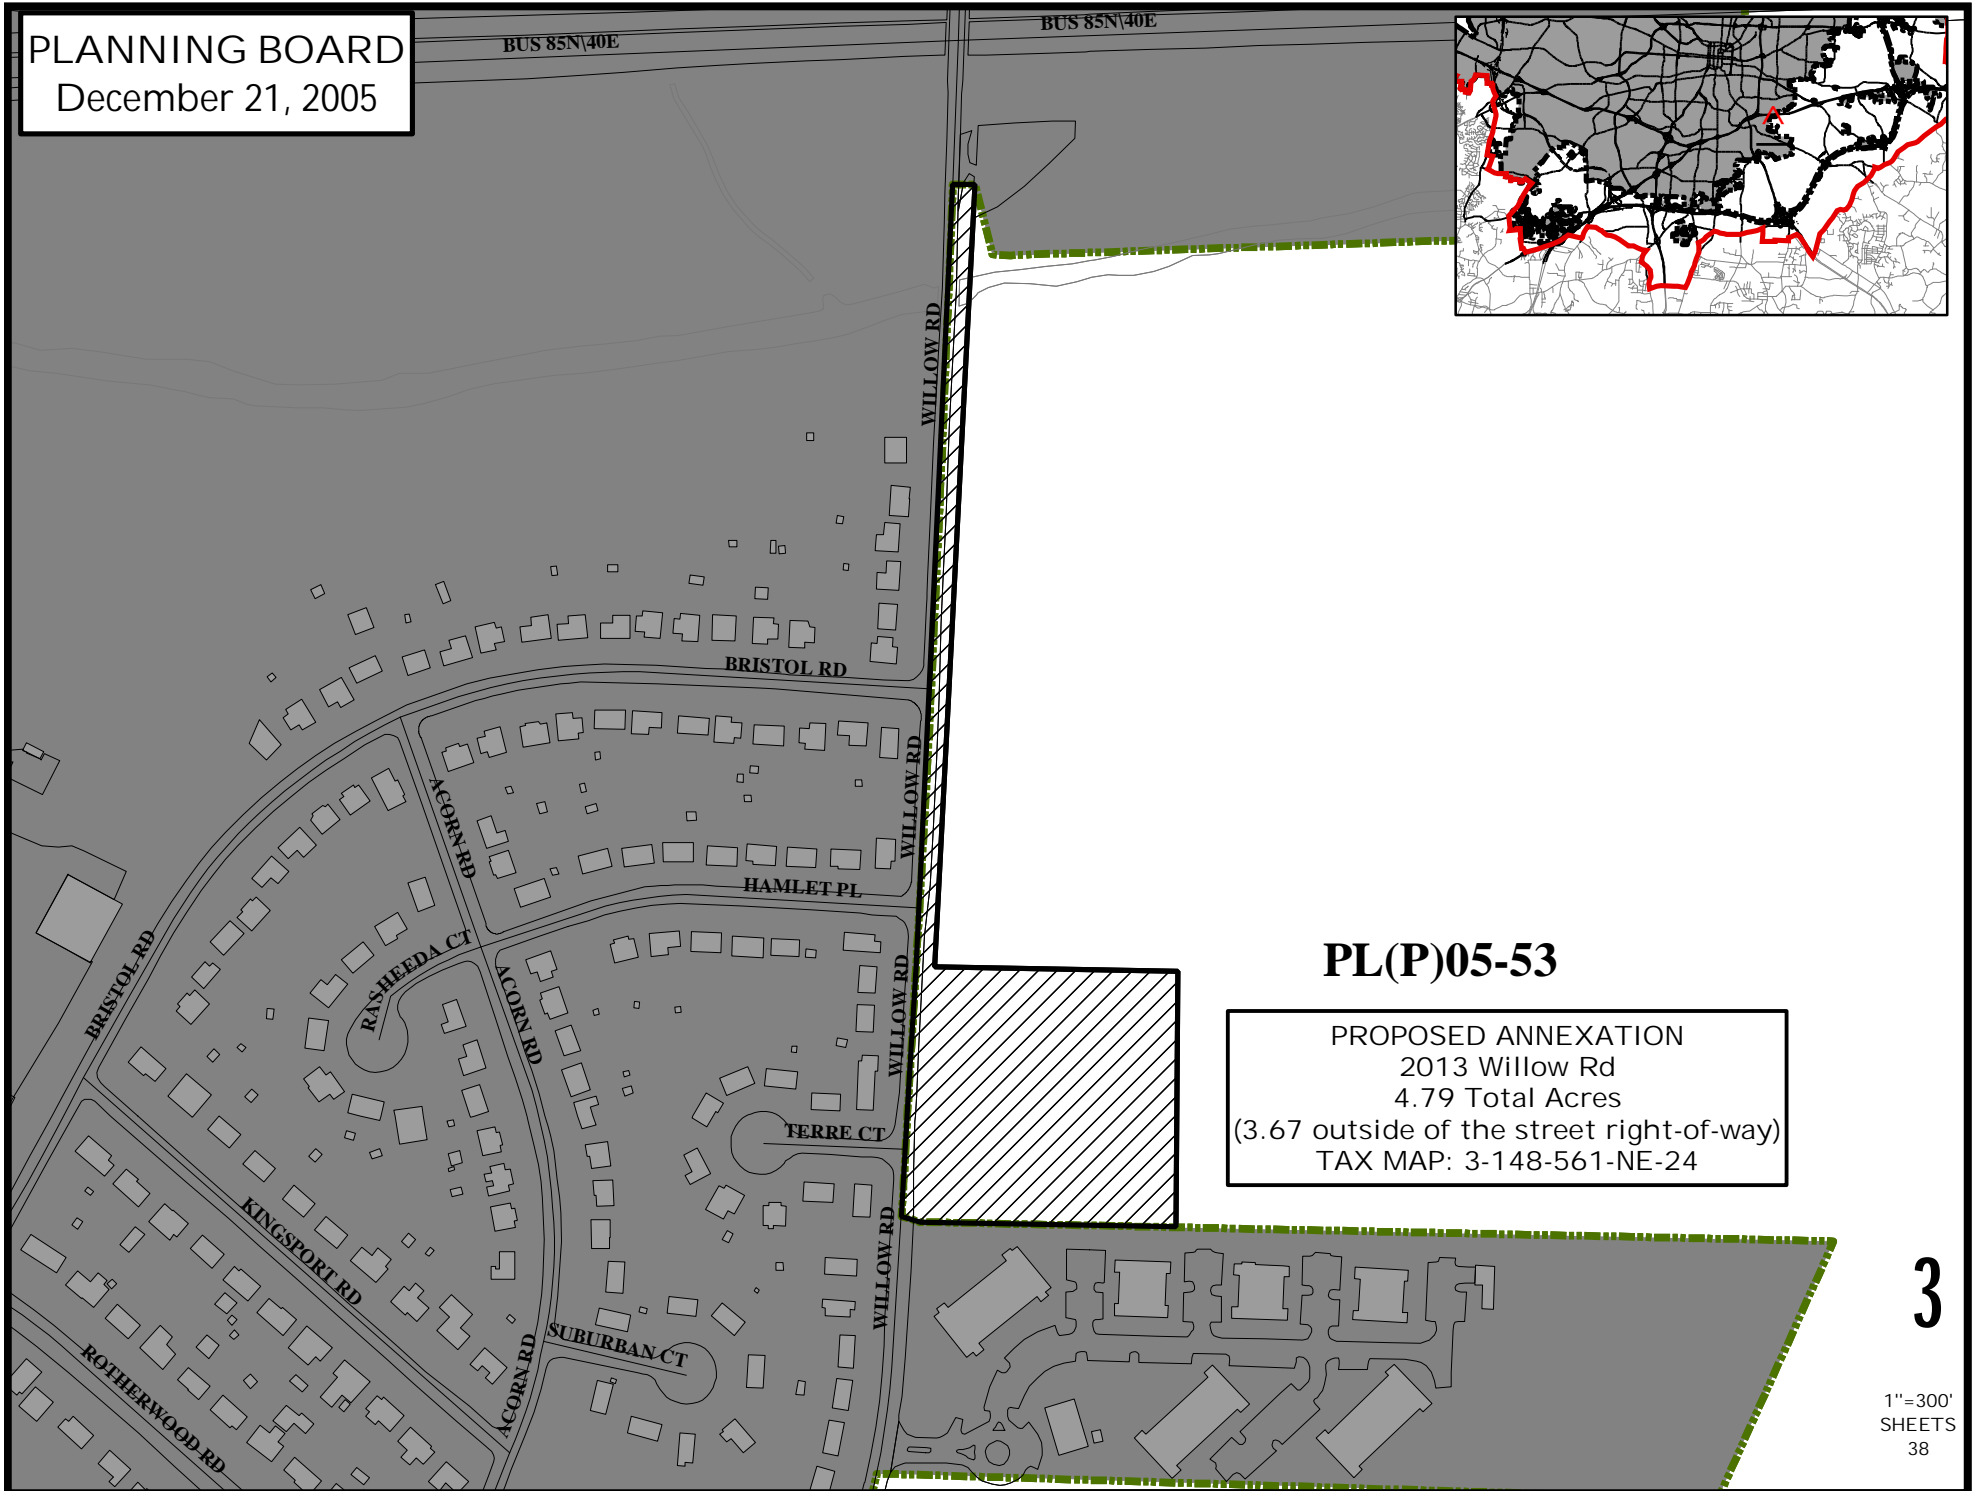 PLANNING BOARD
December 21, 2005
BUS 85N\40E
BUS 85N\40E
WILLOW RD
BRISTOL RD
WILLOW RD
ACORN RD
HAMLET PL
RASHEEDA CT
BRISTOL RD
ACORN RD
WILLOW RD
PL(P)05-53
PROPOSED ANNEXATION
2013 Willow Rd
4.79 Total Acres
(3.67 outside of the street right-of-way)
TAX MAP: 3-148-561-NE-24
TERRE CT
KINGSPORT RD
WILLOW RD
SUBURBAN CT
ACORN RD
ROTHERWOOD RD
3
1"=300'
SHEETS
38